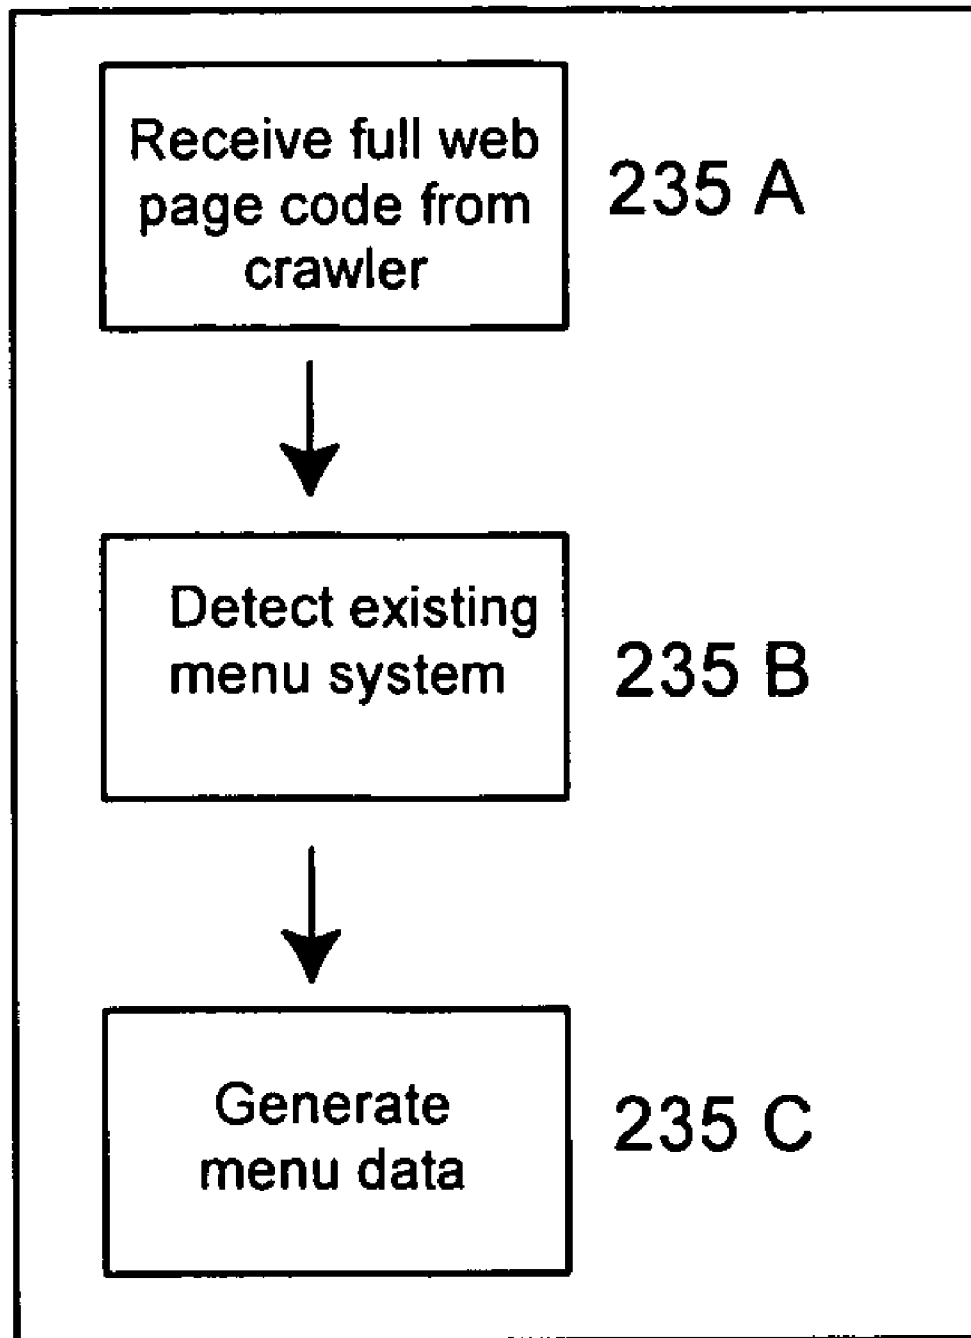 Receive full web
page code from
crawler
235 A
Detect existing
menu system
235 B
Generate
menu data
235 C